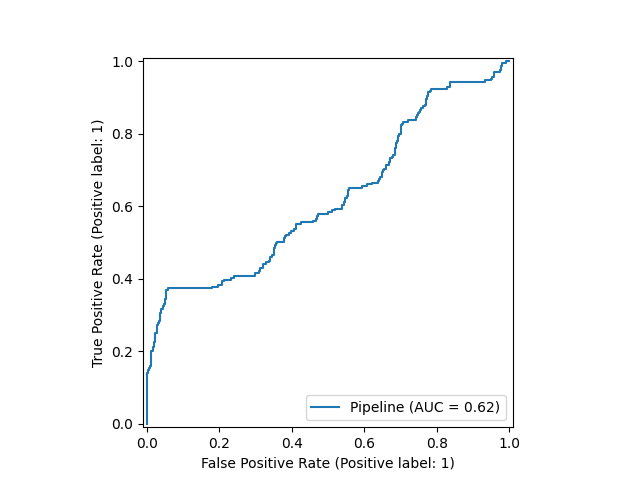 1.0
0.8
0.6
0.4
0.2
0.0
True Positive Rate (Positive label: 1)
Pipeline (AUC = 0.62)
0.0 0.2 0.4 0.6 0.8 1.0
False Positive Rate (Positive label: 1)